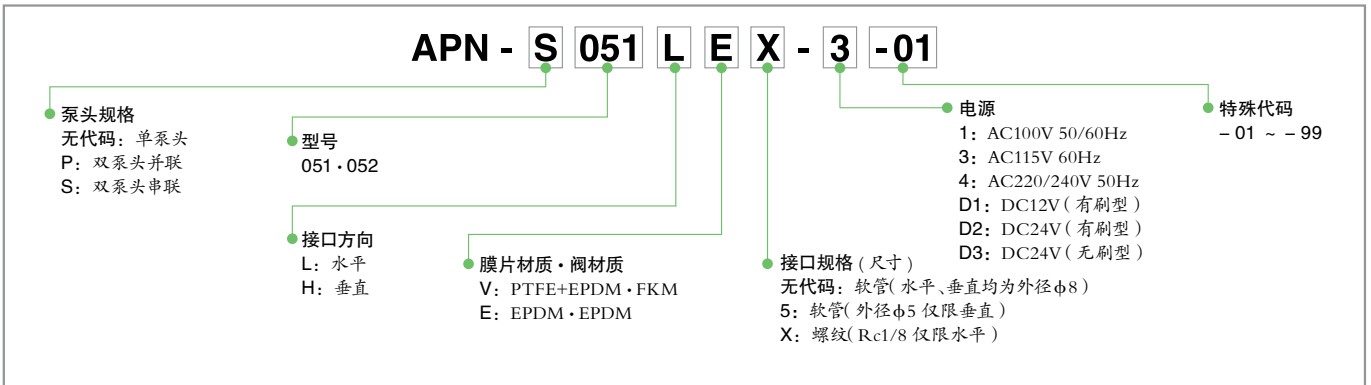 APN - S 051 L E X - 3 -01
泵头规格
无代码：单泵头
P：双泵头并联
S：双泵头串联
型号
051・052
接口方向
L：水平
H：垂直
膜片材质・阀材质
V：PTFE+EPDM・FKM
E：EPDM・EPDM
接口规格（尺寸）
无代码：软管（水平、垂直均为外径ϕ8）
5：软管（外径ϕ5 仅限垂直）
X：螺纹（Rc1/8 仅限水平）
电源
1：AC100V 50/60Hz
3：AC115V 60Hz
4：AC220/240V 50Hz
D1：DC12V（有刷型）
D2：DC24V（有刷型）
D3：DC24V（无刷型）
特殊代码
– 01 ~ – 99